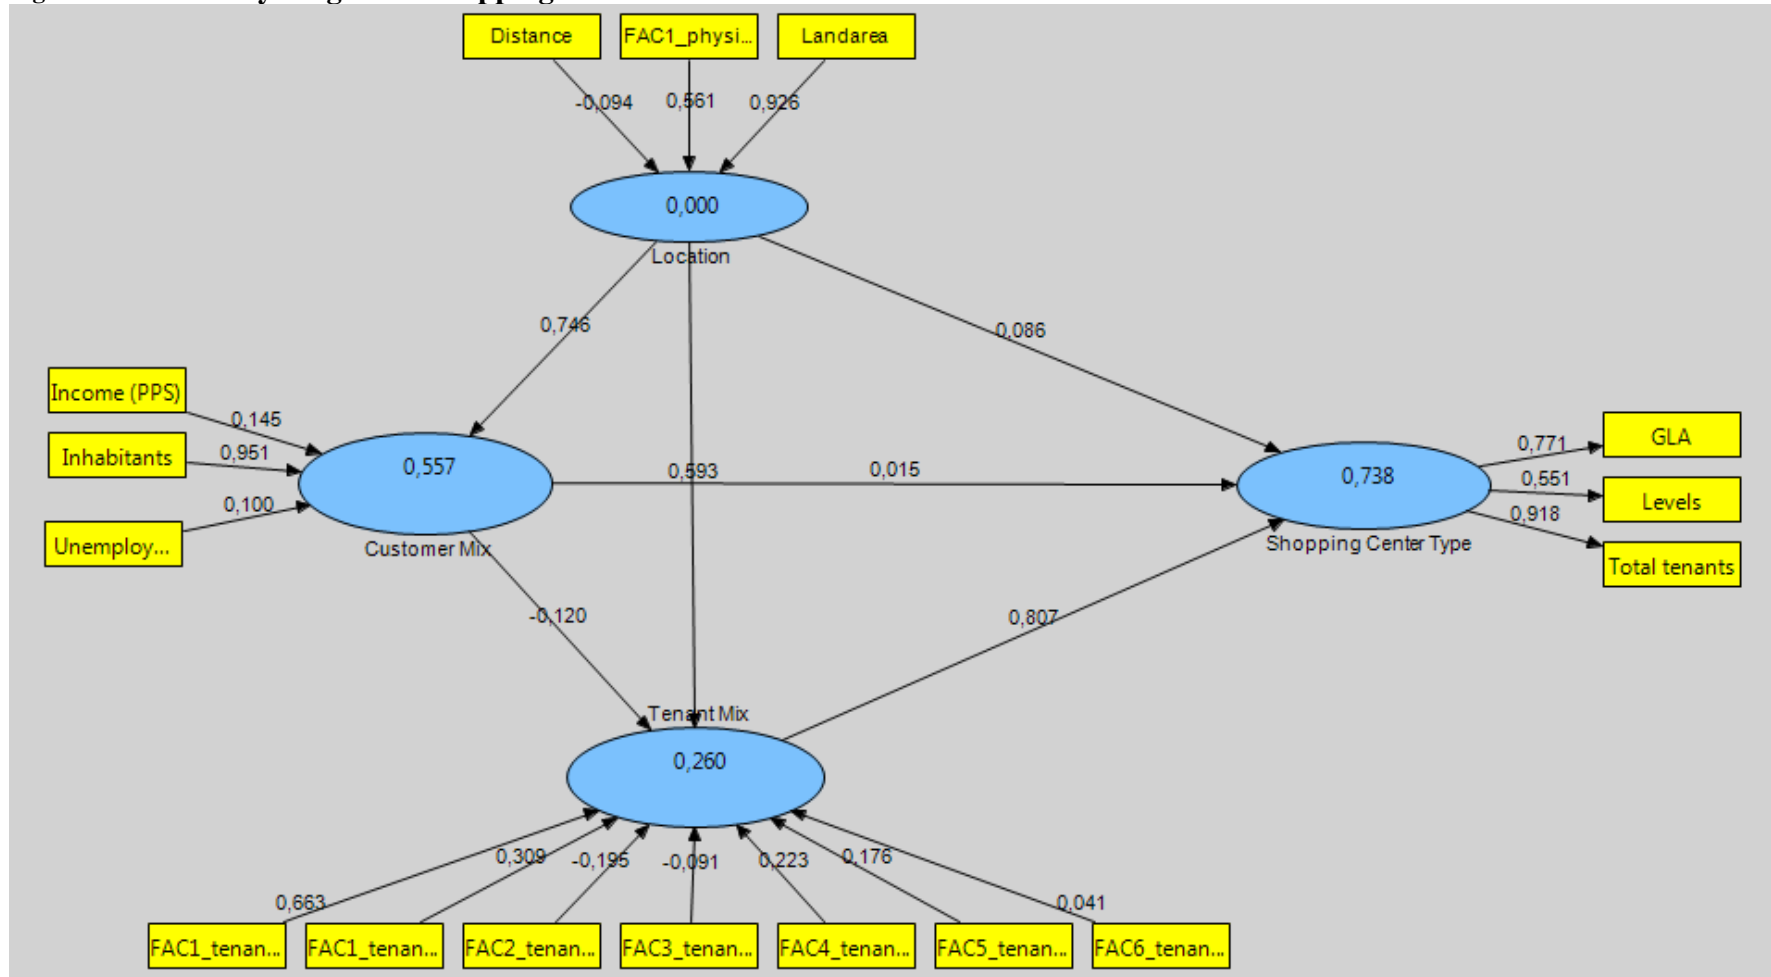 Distance
FAC1_physi...
Landarea
-0,094
0,561
0,926
0,000
Location
0,746
0,086
Income (PPS)
0,145
Inhabitants
0,951
Unemploy...
0,100
0,557
Customer Mix
0,593
0,015
0,738
Shopping Center Type
0,771
GLA
0,551
Levels
0,918
Total tenants
-0,120
0,807
Tenant Mix
0,260
0,663
0,309
-0,195
-0,091
0,223
0,176
0,041
FAC1_tenan...
FAC1_tenan...
FAC2_tenan...
FAC3_tenan...
FAC4_tenan...
FAC5_tenan...
FAC6_tenan...